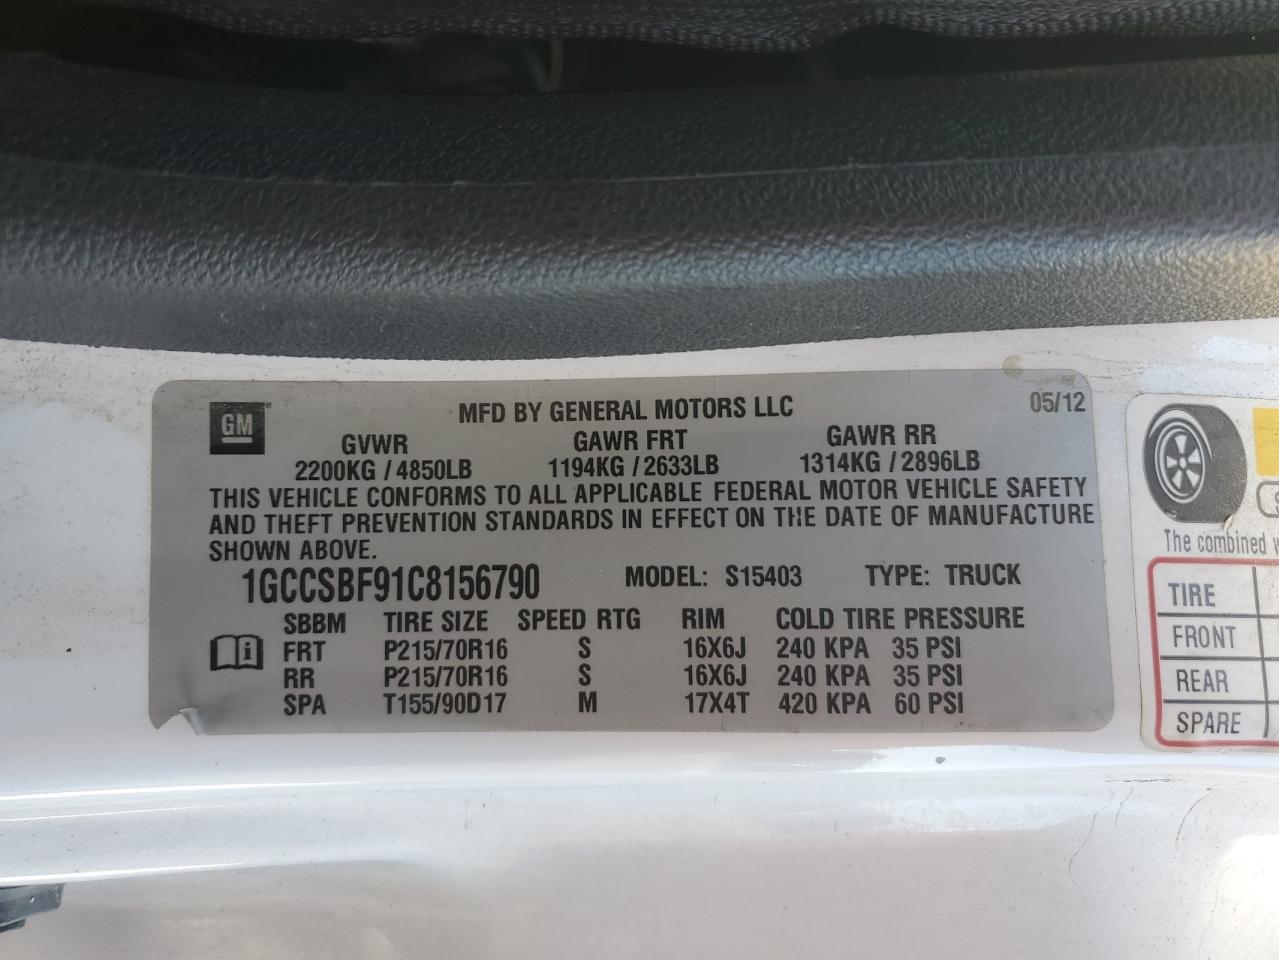 GM
MFD BY GENERAL MOTORS LLC 05/12
GVWR GAWR FRT GAWR RR
2200KG / 4850LB 1194KG / 2633LB 1314KG / 2896LB
THIS VEHICLE CONFORMS TO ALL APPLICABLE FEDERAL MOTOR VEHICLE SAFETY
AND THEFT PREVENTION STANDARDS IN EFFECT ON THE DATE OF MANUFACTURE
SHOWN ABOVE.
1GCCSBF91C8156790 MODEL: S15403 TYPE: TRUCK
SBBM TIRE SIZE SPEED RTG RIM COLD TIRE PRESSURE
FRT P215/70R16 S 16X6J 240 KPA 35 PSI
RR P215/70R16 S 16X6J 240 KPA 35 PSI
SPA T155/90D17 M 17X4T 420 KPA 60 PSI
The combined
TIRE
FRONT
REAR
SPARE